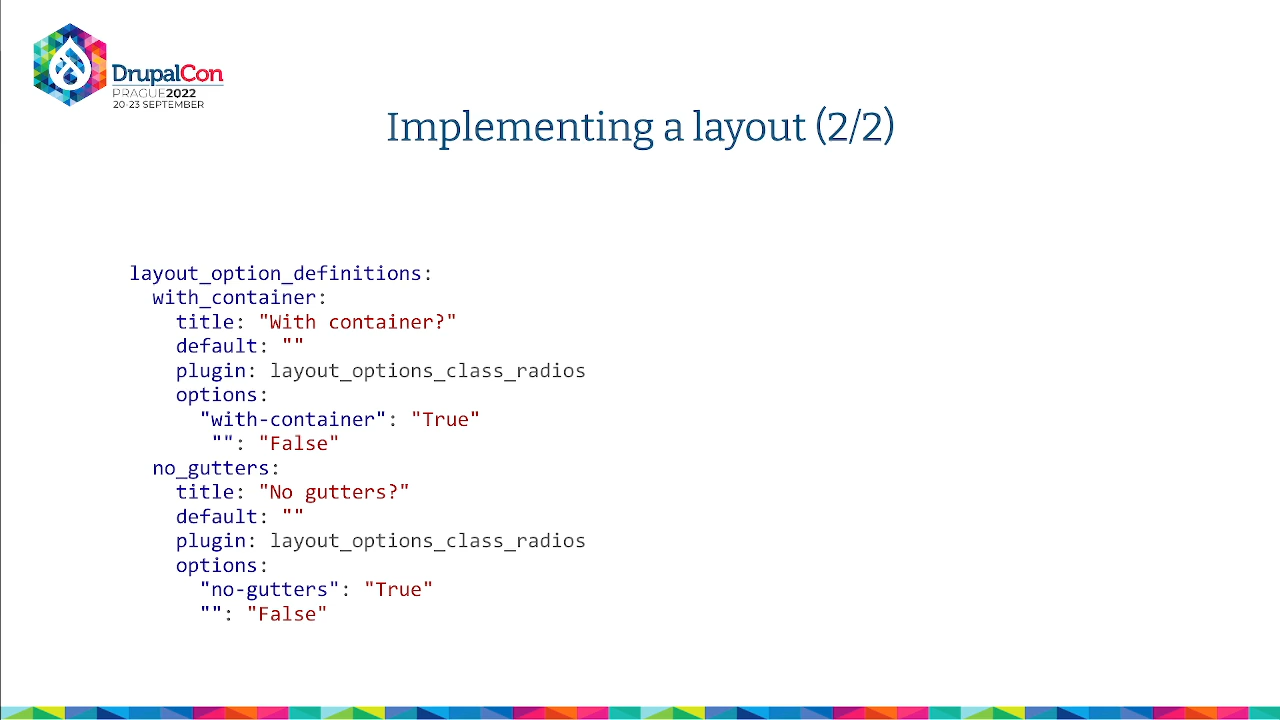 DrupalCon
PRAGUE2022
20-23 SEPTEMBER
Implementing a layout (2/2)
layout_option_definitions:
  with_container:
    title: "With container?"
    default: ""
    plugin: layout_options_class_radios
    options:
      "with-container": "True"
       "": "False"
  no_gutters:
    title: "No gutters?"
    default: ""
    plugin: layout_options_class_radios
    options:
      "no-gutters": "True"
      "": "False"